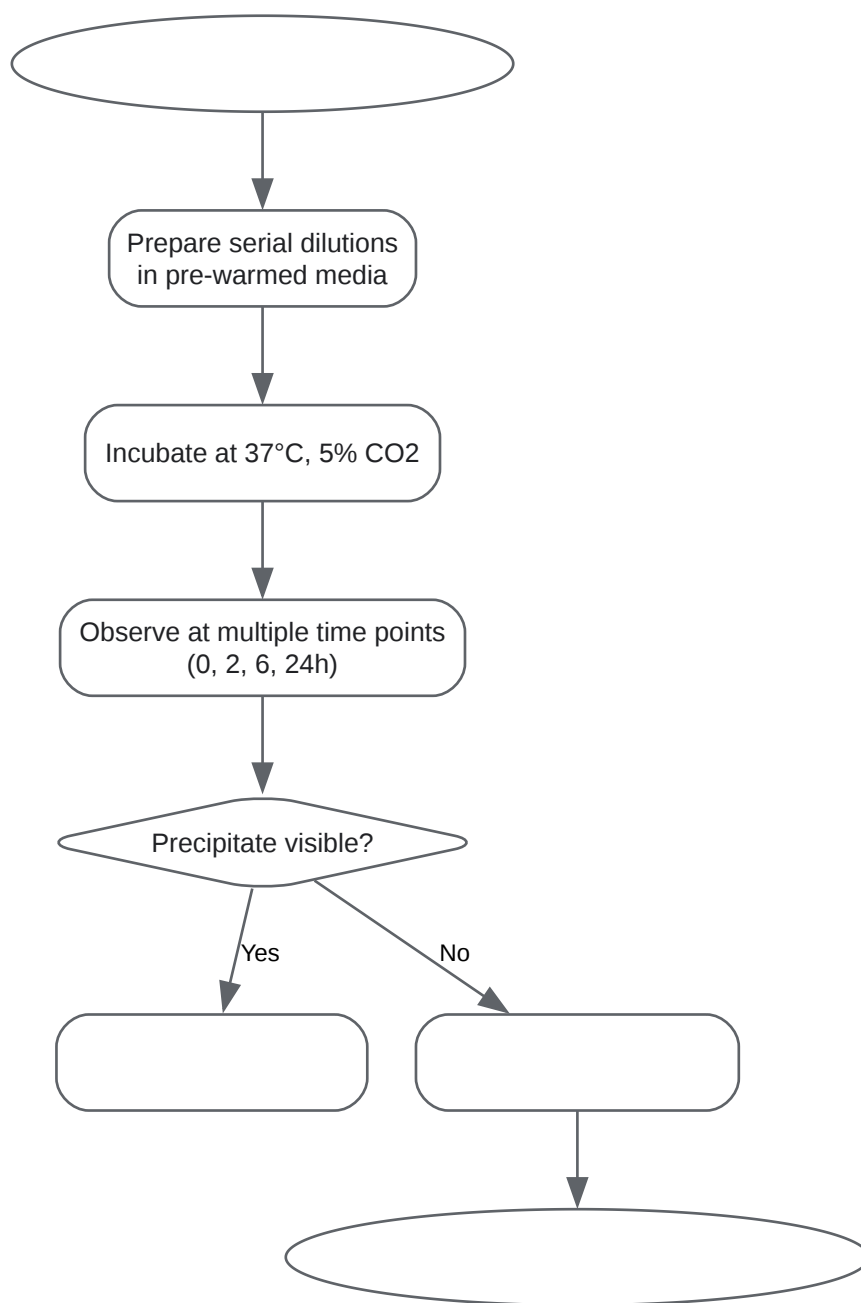 Prepare serial dilutions
in pre-warmed media
Incubate at 37°C, 5% CO2
Observe at multiple time points
(0, 2, 6, 24h)
Precipitate visible?
Yes
No